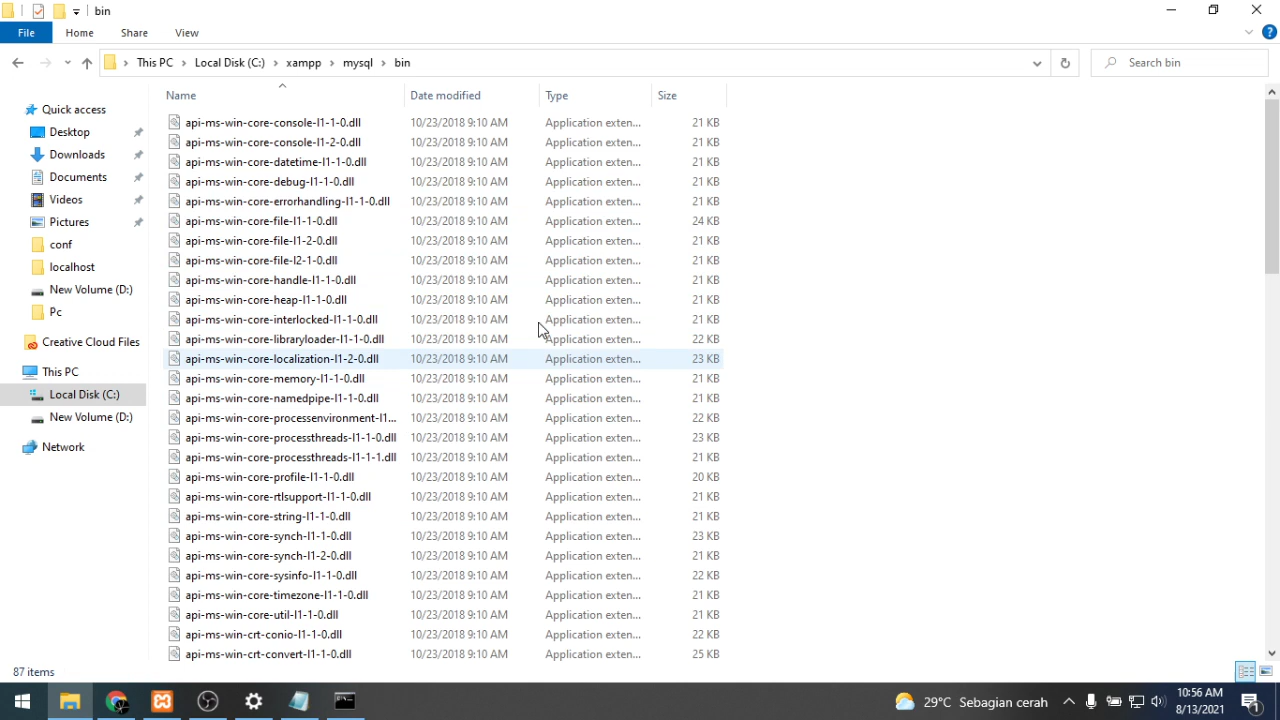 bin
File Home Share View
This PC Local Disk (C:) xampp mysql bin Search bin
Name Date modified Type Size
Quick access
Desktop
Downloads
Documents
Videos
Pictures
conf
localhost
New Volume (D:)
Pc
Creative Cloud Files
This PC
Local Disk (C:)
New Volume (D:)
Network
api-ms-win-core-console-l1-1-0.dll 10/23/2018 9:10 AM Application exten... 21 KB
api-ms-win-core-console-l1-2-0.dll 10/23/2018 9:10 AM Application exten... 21 KB
api-ms-win-core-datetime-l1-1-0.dll 10/23/2018 9:10 AM Application exten... 21 KB
api-ms-win-core-debug-l1-1-0.dll 10/23/2018 9:10 AM Application exten... 21 KB
api-ms-win-core-errorhandling-l1-1-0.dll 10/23/2018 9:10 AM Application exten... 21 KB
api-ms-win-core-file-l1-1-0.dll 10/23/2018 9:10 AM Application exten... 24 KB
api-ms-win-core-file-l1-2-0.dll 10/23/2018 9:10 AM Application exten... 21 KB
api-ms-win-core-file-l2-1-0.dll 10/23/2018 9:10 AM Application exten... 21 KB
api-ms-win-core-handle-l1-1-0.dll 10/23/2018 9:10 AM Application exten... 21 KB
api-ms-win-core-heap-l1-1-0.dll 10/23/2018 9:10 AM Application exten... 21 KB
api-ms-win-core-interlocked-l1-1-0.dll 10/23/2018 9:10 AM Application exten... 21 KB
api-ms-win-core-libraryloader-l1-1-0.dll 10/23/2018 9:10 AM Application exten... 22 KB
api-ms-win-core-localization-l1-2-0.dll 10/23/2018 9:10 AM Application exten... 23 KB
api-ms-win-core-memory-l1-1-0.dll 10/23/2018 9:10 AM Application exten... 21 KB
api-ms-win-core-namedpipe-l1-1-0.dll 10/23/2018 9:10 AM Application exten... 21 KB
api-ms-win-core-processenvironment-l1... 10/23/2018 9:10 AM Application exten... 22 KB
api-ms-win-core-processthreads-l1-1-0.dll 10/23/2018 9:10 AM Application exten... 23 KB
api-ms-win-core-processthreads-l1-1-1.dll 10/23/2018 9:10 AM Application exten... 21 KB
api-ms-win-core-profile-l1-1-0.dll 10/23/2018 9:10 AM Application exten... 20 KB
api-ms-win-core-rtlsupport-l1-1-0.dll 10/23/2018 9:10 AM Application exten... 21 KB
api-ms-win-core-string-l1-1-0.dll 10/23/2018 9:10 AM Application exten... 21 KB
api-ms-win-core-synch-l1-1-0.dll 10/23/2018 9:10 AM Application exten... 23 KB
api-ms-win-core-synch-l1-2-0.dll 10/23/2018 9:10 AM Application exten... 21 KB
api-ms-win-core-sysinfo-l1-1-0.dll 10/23/2018 9:10 AM Application exten... 22 KB
api-ms-win-core-timezone-l1-1-0.dll 10/23/2018 9:10 AM Application exten... 21 KB
api-ms-win-core-util-l1-1-0.dll 10/23/2018 9:10 AM Application exten... 21 KB
api-ms-win-crt-conio-l1-1-0.dll 10/23/2018 9:10 AM Application exten... 22 KB
api-ms-win-crt-convert-l1-1-0.dll 10/23/2018 9:10 AM Application exten... 25 KB
87 items
29°C Sebagian cerah
10:56 AM
8/13/2021
1